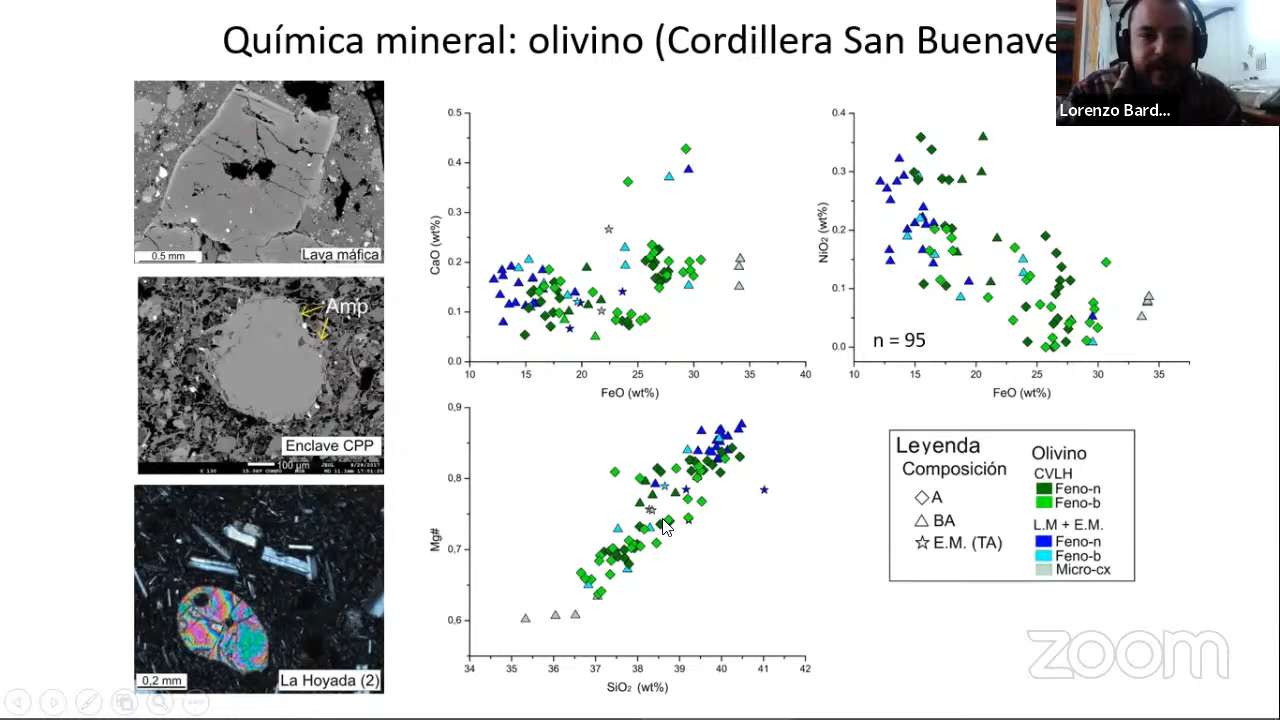 Química mineral: olivino (Cordillera San Buenave
Lorenzo Bard...
0.5 mm
Lava máfica
Amp
Enclave CPP
100 µm
0,2 mm
La Hoyada (2)
0.5
0.4
0.3
0.2
0.1
0.0
CaO (wt%)
10 15 20 25 30 35 40
FeO (wt%)
0.4
0.3
0.2
0.1
0.0
NiO₂ (wt%)
n = 95
10 15 20 25 30 35
FeO (wt%)
0,9
0,8
0,7
0,6
Mg#
34 35 36 37 38 39 40 41 42
SiO₂ (wt%)
Leyenda
Composición
A
BA
E.M. (TA)
Olivino
CVLH
Feno-n
Feno-b
L.M + E.M.
Feno-n
Feno-b
Micro-cx
zoom